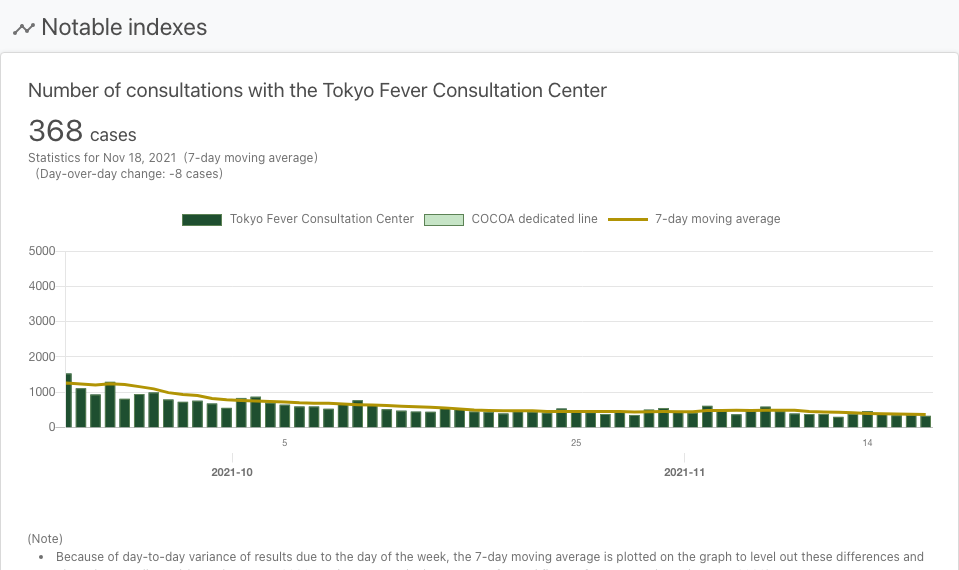 Notable indexes
Number of consultations with the Tokyo Fever Consultation Center
368 cases
Statistics for Nov 18, 2021 (7-day moving average)
(Day-over-day change: -8 cases)
Tokyo Fever Consultation Center COCOA dedicated line 7-day moving average
5000
4000
3000
2000
1000
0
5 25 14
2021-10 2021-11
(Note)
• Because of day-to-day variance of results due to the day of the week, the 7-day moving average is plotted on the graph to level out these differences and